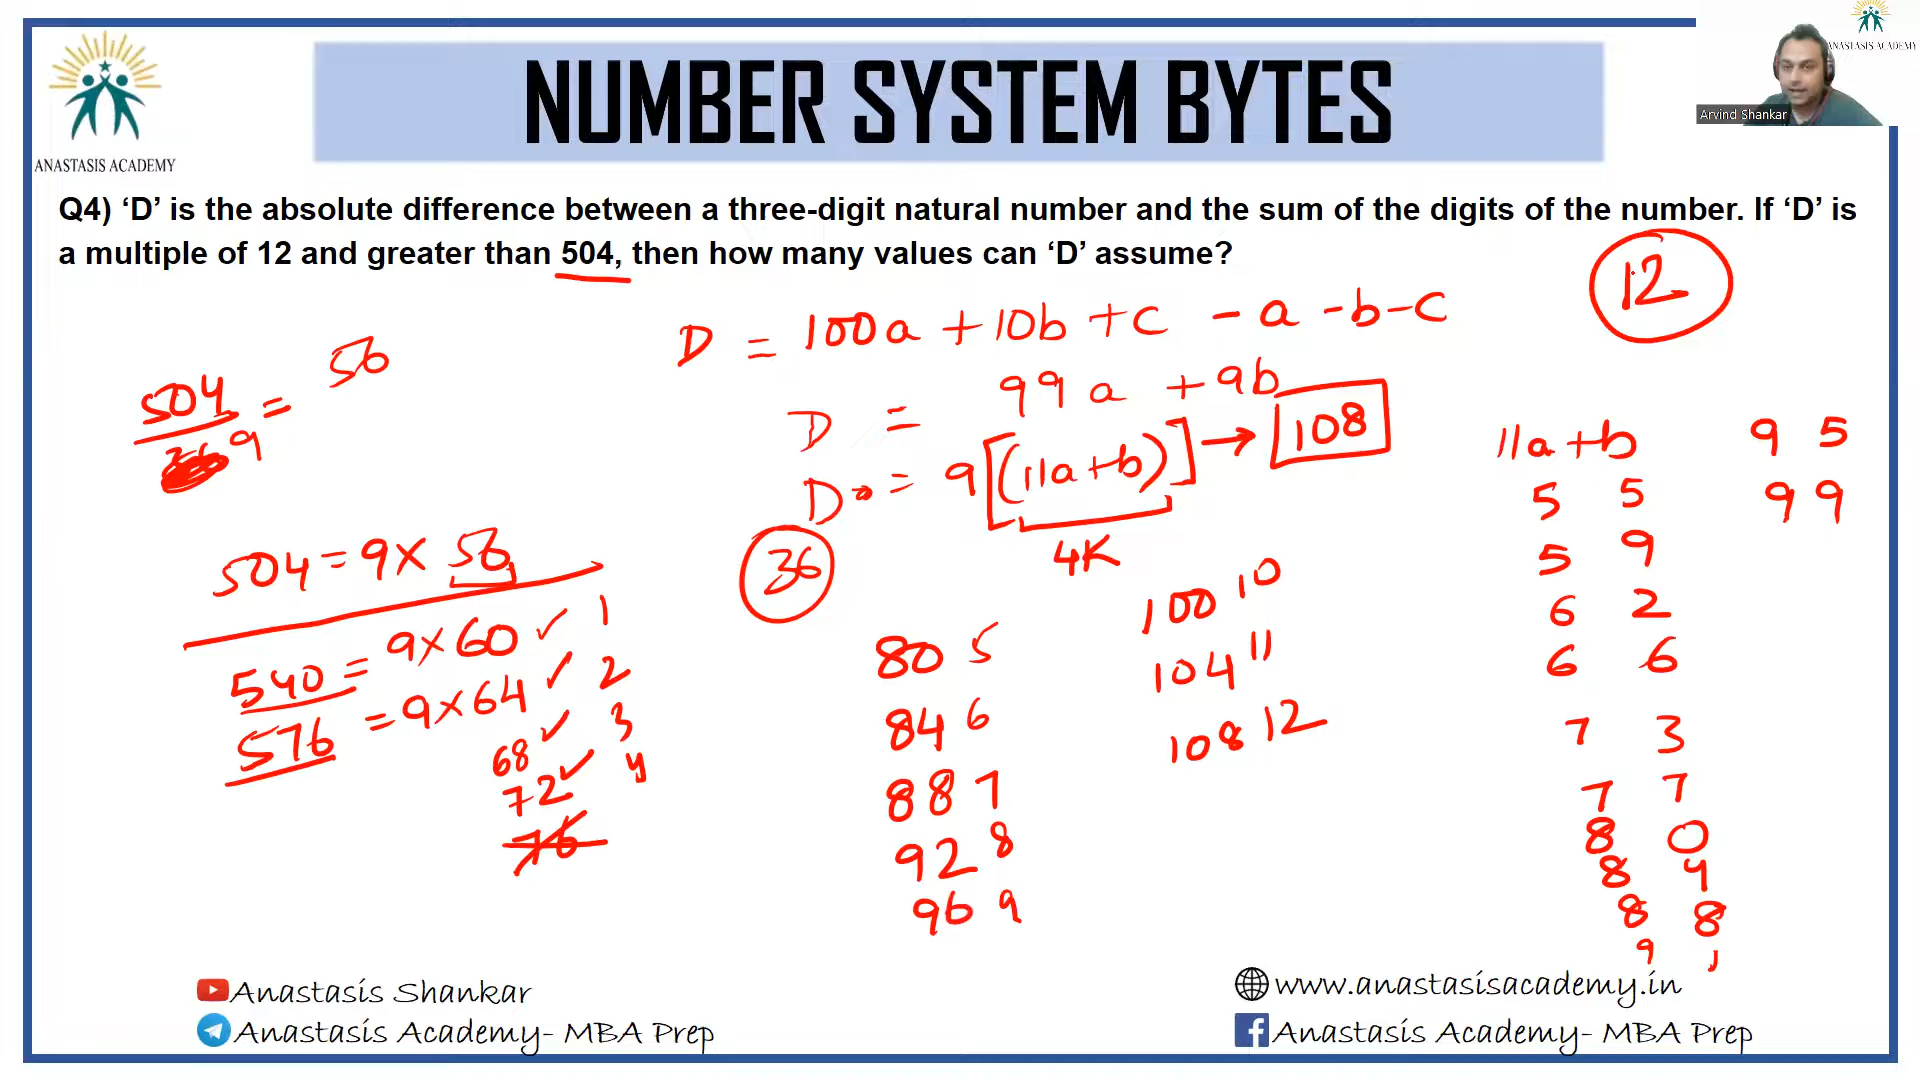 NUMBER SYSTEM BYTES
ANASTASIS ACADEMY
ANASTASIS ACADEMY
Arvind Shankar
Q4) ‘D’ is the absolute difference between a three-digit natural number and the sum of the digits of the number. If ‘D’ is
a multiple of 12 and greater than 504, then how many values can ‘D’ assume?
12
D = 100a + 10b + c - a - b - c
D = 99a + 9b
D = 9[(11a+b)] → 108
4K
36
504/9 = 56
504 = 9 × 56
540 = 9×60 ✓ 1
576 = 9×64 ✓ 2
68 ✓ 3
72 ✓ 4
76
80 5
84 6
88 7
92 8
96 9
100 10
104 11
108 12
11a + b
5 5
5 9
6 2
6 6
7 3
7 7
8 0
8 4
8 8
9 1
9 5
9 9
Anastasis Shankar
Anastasis Academy- MBA Prep
www.anastasisacademy.in
Anastasis Academy- MBA Prep